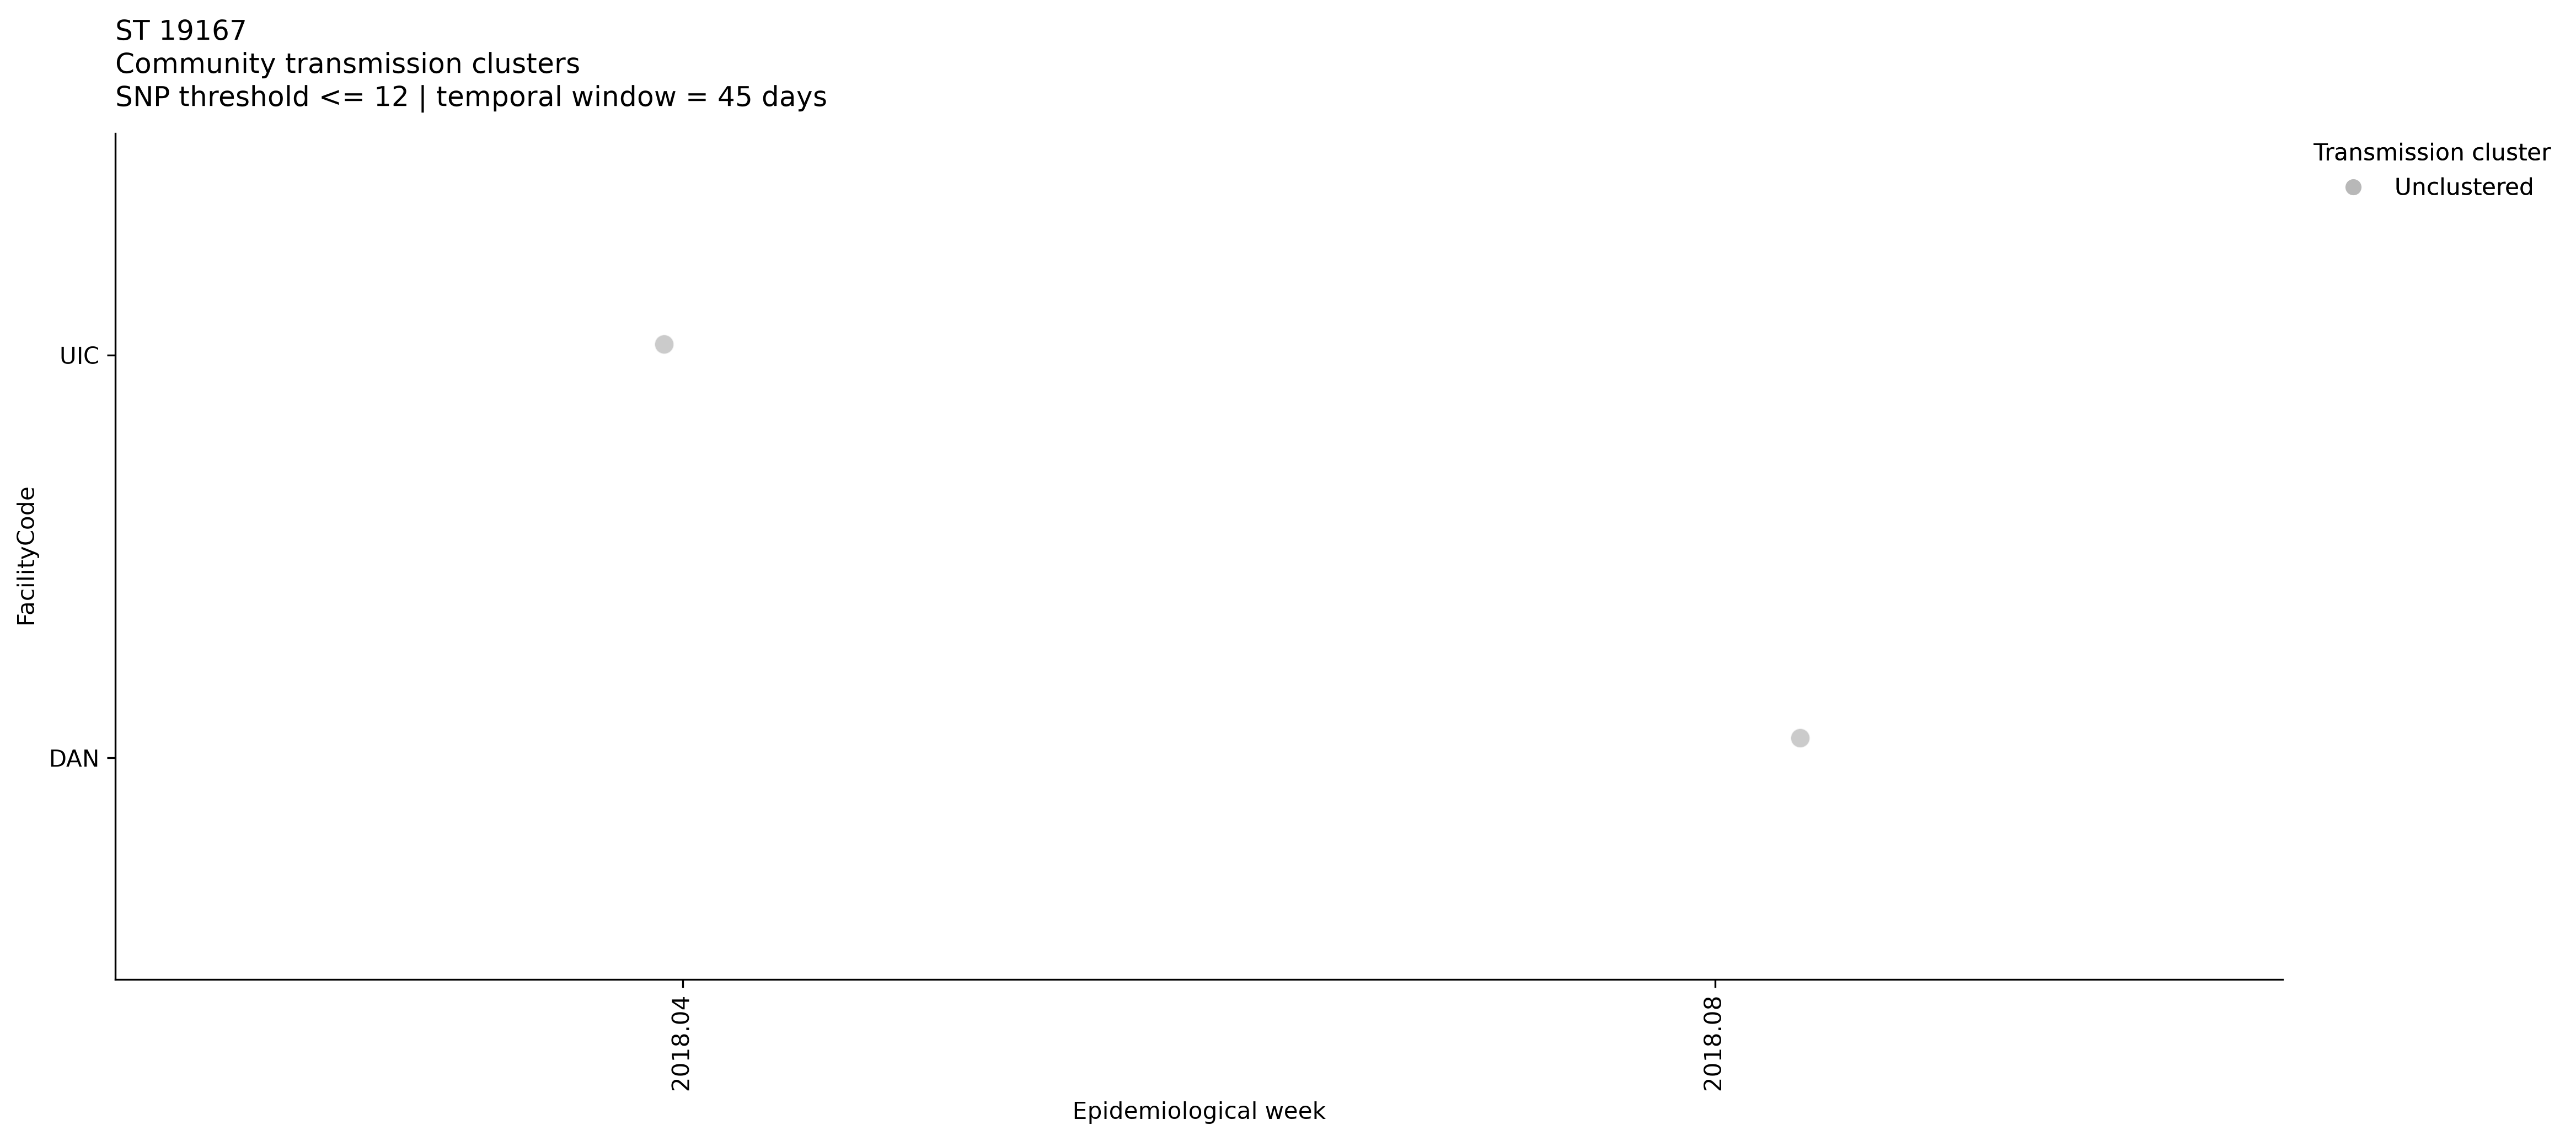 ST 19167
Community transmission clusters
SNP threshold <= 12 | temporal window = 45 days
Transmission cluster
Unclustered
FacilityCode
UIC
DAN
2018.04
2018.08
Epidemiological week